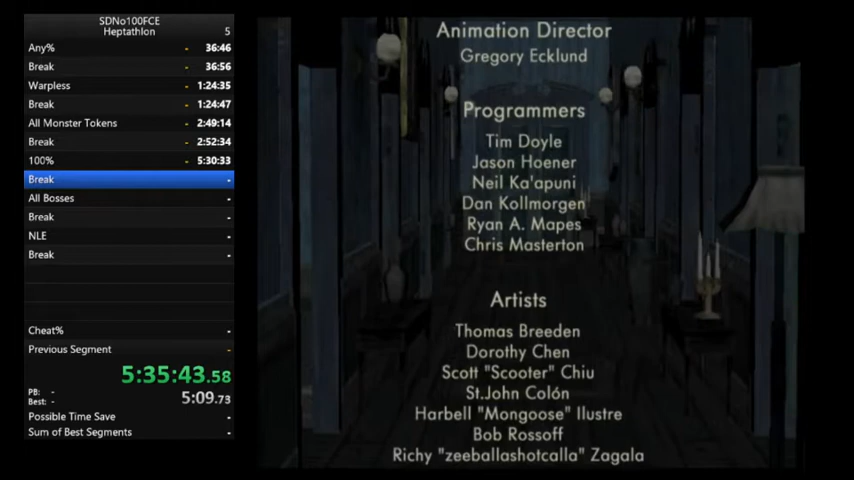 SDNo100FCE
Heptathlon 5
Any% - 36:46
Break - 36:56
Warpless - 1:24:35
Break - 1:24:47
All Monster Tokens - 2:49:14
Break - 2:52:34
100% - 5:30:33
Break -
All Bosses -
Break -
NLE -
Break -
Cheat% -
Previous Segment -
5:35:43.58
PB: -
Best: - 5:09.73
Possible Time Save -
Sum of Best Segments -
Animation Director
Gregory Ecklund
Programmers
Tim Doyle
Jason Hoener
Neil Ka'apuni
Dan Kollmorgen
Ryan A. Mapes
Chris Masterton
Artists
Thomas Breeden
Dorothy Chen
Scott "Scooter" Chiu
St.John Colón
Harbell "Mongoose" Ilustre
Bob Rossoff
Richy "zeeballashotcalla" Zagala